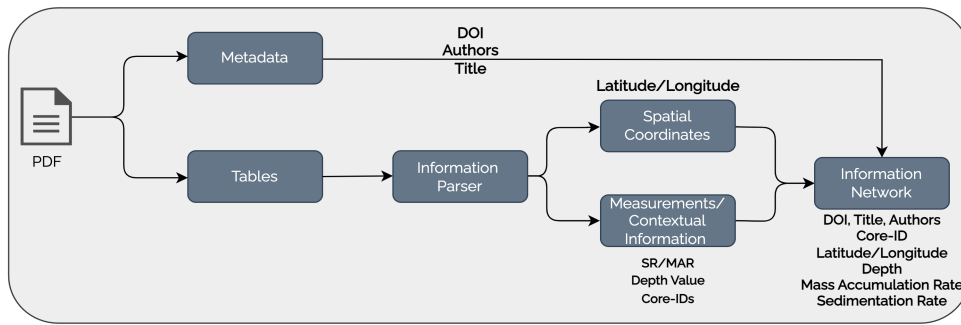 DOI
Authors
Title
Metadata
PDF
Tables
Information
Parser
Latitude/Longitude
Spatial
Coordinates
Measurements/
Contextual
Information
SR/MAR
Depth Value
Core-IDs
Information
Network
DOI, Title, Authors
Core-ID
Latitude/Longitude
Depth
Mass Accumulation Rate
Sedimentation Rate